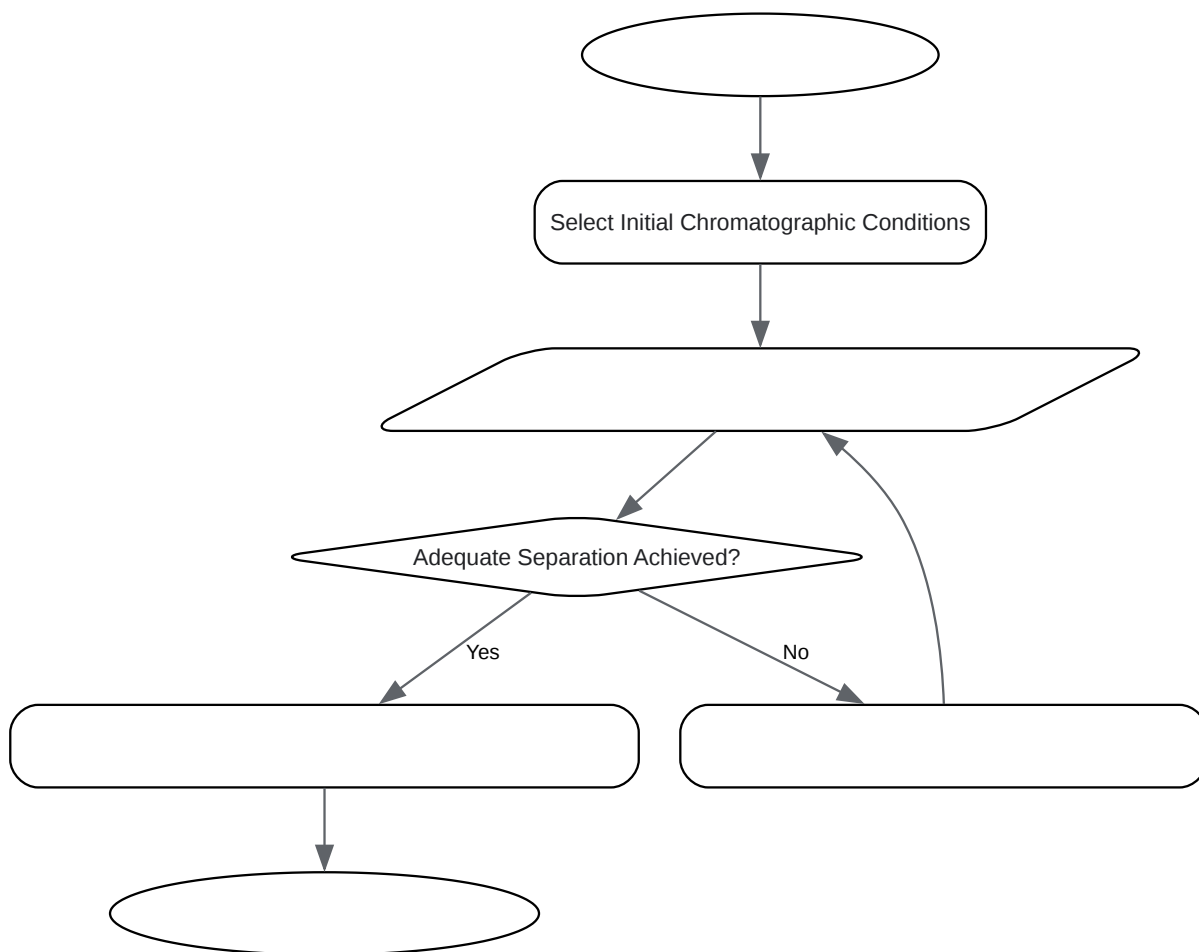 Select Initial Chromatographic Conditions
Adequate Separation Achieved?
Yes
No